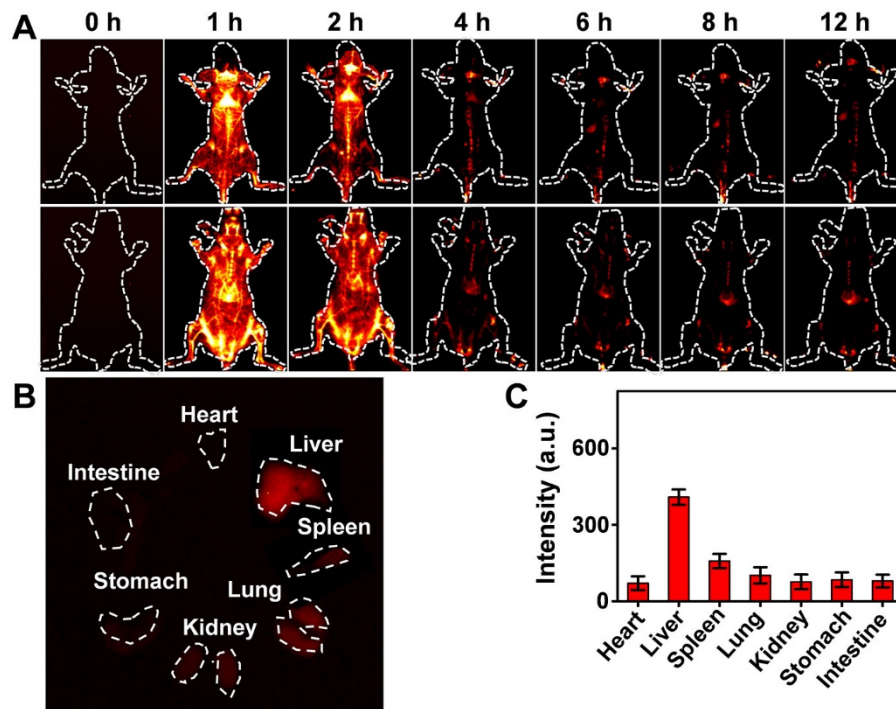 A
0 h 1 h 2 h 4 h 6 h 8 h 12 h
B
Heart
Liver
Intestine
Spleen
Stomach
Lung
Kidney
C
Intensity (a.u.)
600
300
0
Heart
Liver
Spleen
Lung
Kidney
Stomach
Intestine